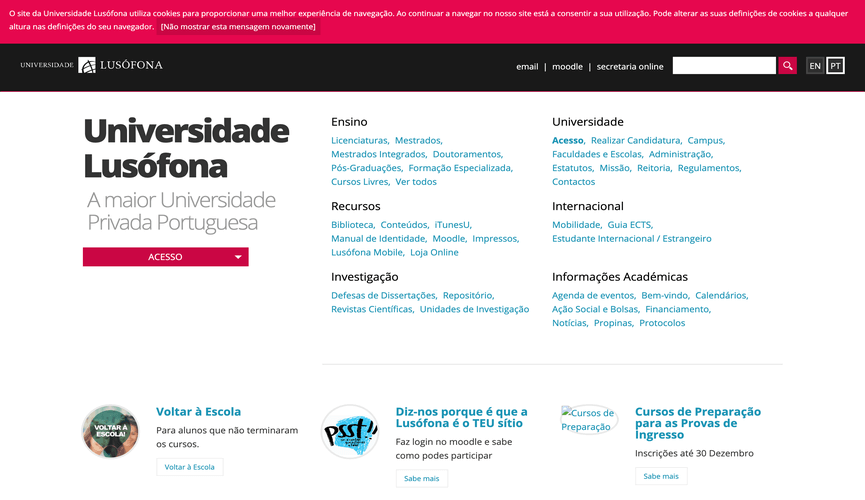 O site da Universidade Lusófona utiliza cookies para proporcionar uma melhor experiência de navegação. Ao continuar a navegar no nosso site está a consentir a sua utilização. Pode alterar as suas definições de cookies a qualquer
altura nas definições do seu navegador. [Não mostrar esta mensagem novamente]
UNIVERSIDADE LUSÓFONA
email | moodle | secretaria online
EN PT
Universidade
Lusófona
A maior Universidade
Privada Portuguesa
ACESSO
Ensino
Licenciaturas, Mestrados,
Mestrados Integrados, Doutoramentos,
Pós-Graduações, Formação Especializada,
Cursos Livres, Ver todos
Universidade
Acesso, Realizar Candidatura, Campus,
Faculdades e Escolas, Administração,
Estatutos, Missão, Reitoria, Regulamentos,
Contactos
Recursos
Biblioteca, Conteúdos, iTunesU,
Manual de Identidade, Moodle, Impressos,
Lusófona Mobile, Loja Online
Internacional
Mobilidade, Guia ECTS,
Estudante Internacional / Estrangeiro
Investigação
Defesas de Dissertações, Repositório,
Revistas Científicas, Unidades de Investigação
Informações Académicas
Agenda de eventos, Bem-vindo, Calendários,
Ação Social e Bolsas, Financiamento,
Notícias, Propinas, Protocolos
VOLTAR À
ESCOLA!
Voltar à Escola
Para alunos que não terminaram
os cursos.
Voltar à Escola
PSST!!
Diz-nos porque é que a
Lusófona é o TEU sítio
Faz login no moodle e sabe
como podes participar
Sabe mais
Cursos de
Preparação
Cursos de Preparação
para as Provas de
Ingresso
Inscrições até 30 Dezembro
Sabe mais